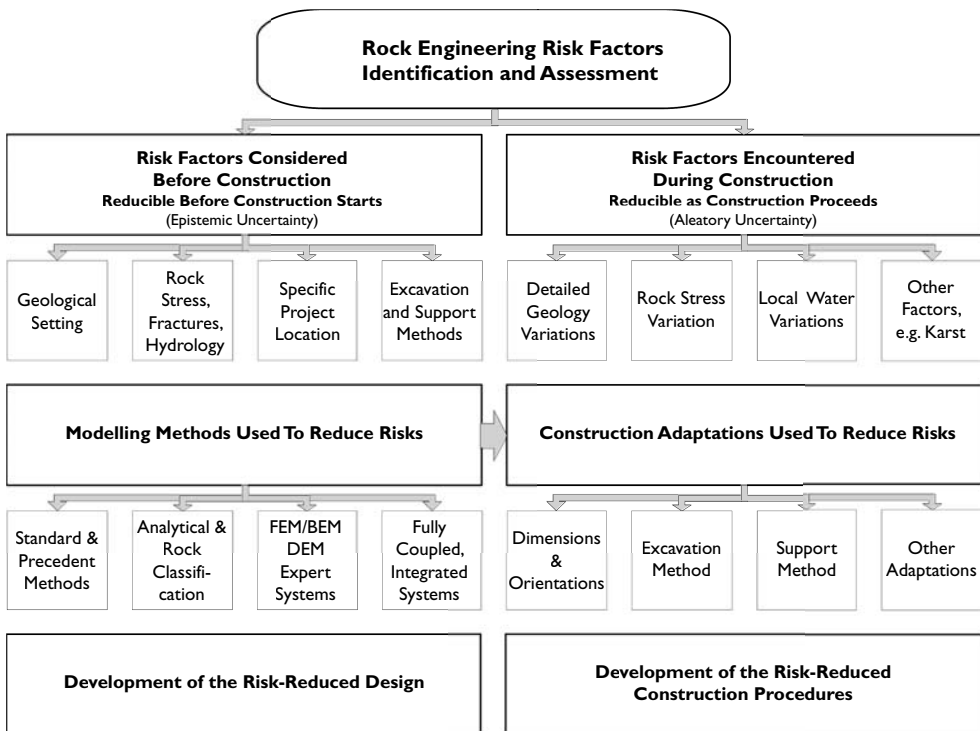 Rock Engineering Risk Factors
Identification and Assessment
Risk Factors Considered
Before Construction
Reducible Before Construction Starts
(Epistemic Uncertainty)
Risk Factors Encountered
During Construction
Reducible as Construction Proceeds
(Aleatory Uncertainty)
Geological
Setting
Rock
Stress,
Fractures,
Hydrology
Specific
Project
Location
Excavation
and Support
Methods
Detailed
Geology
Variations
Rock Stress
Variation
Local Water
Variations
Other
Factors,
e.g. Karst
Modelling Methods Used To Reduce Risks
Construction Adaptations Used To Reduce Risks
Standard &
Precedent
Methods
Analytical &
Rock
Classifi-
cation
FEM/BEM
DEM
Expert
Systems
Fully
Coupled,
Integrated
Systems
Dimensions
&
Orientations
Excavation
Method
Support
Method
Other
Adaptations
Development of the Risk-Reduced Design
Development of the Risk-Reduced
Construction Procedures